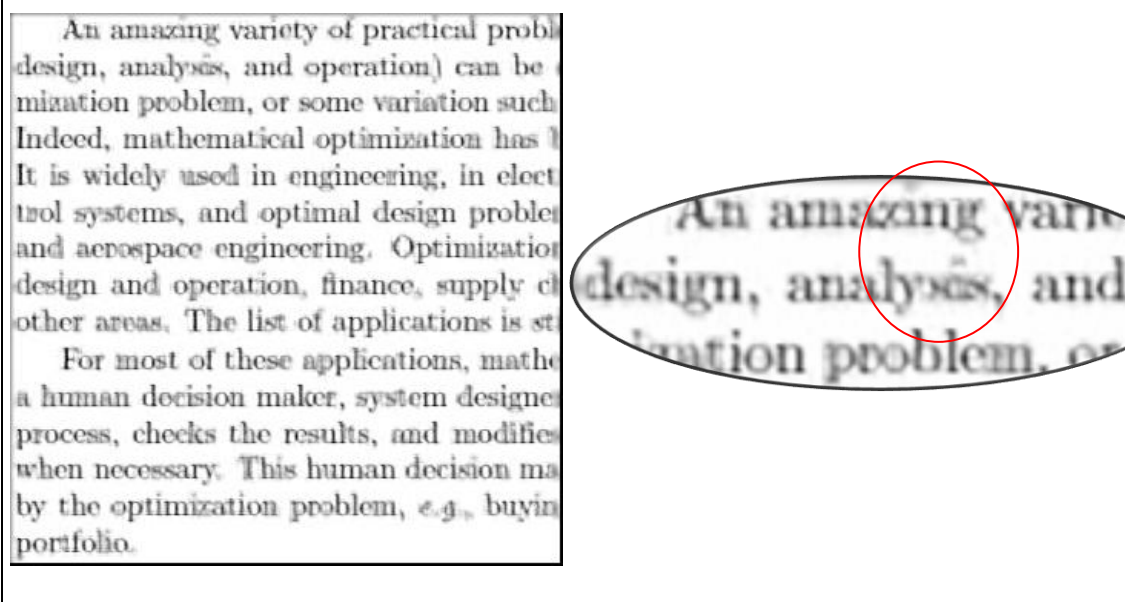 An amazing variety of practical probl
design, analysis, and operation) can be
mization problem, or some variation such
Indeed, mathematical optimization has
It is widely used in engineering, in elect
trol systems, and optimal design proble
and aerospace engineering. Optimization
design and operation, finance, supply ch
other areas. The list of applications is st
For most of these applications, mathe
a human decision maker, system designe
process, checks the results, and modifies
when necessary. This human decision ma
by the optimization problem, e.g., buyin
portfolio.
An amazing varie
design, analysis, and
ization problem, or